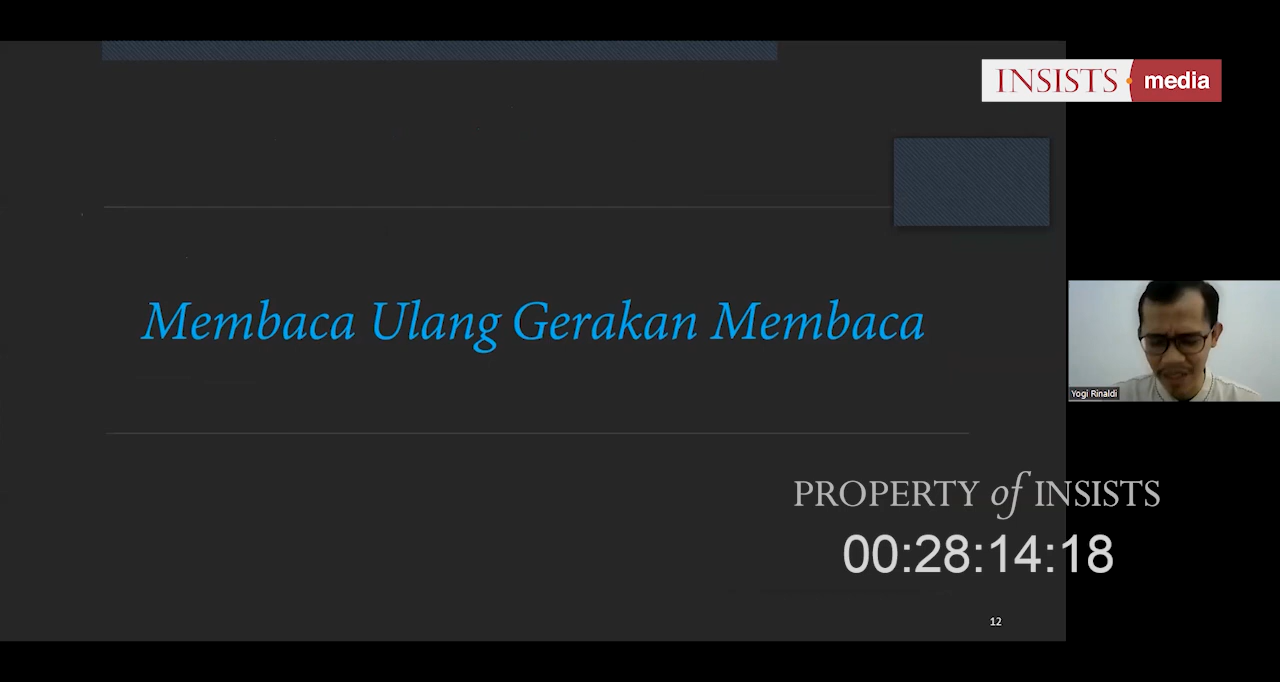 INSISTS media
Membaca Ulang Gerakan Membaca
Yogi Rinaldi
PROPERTY of INSISTS
00:28:14:18
12